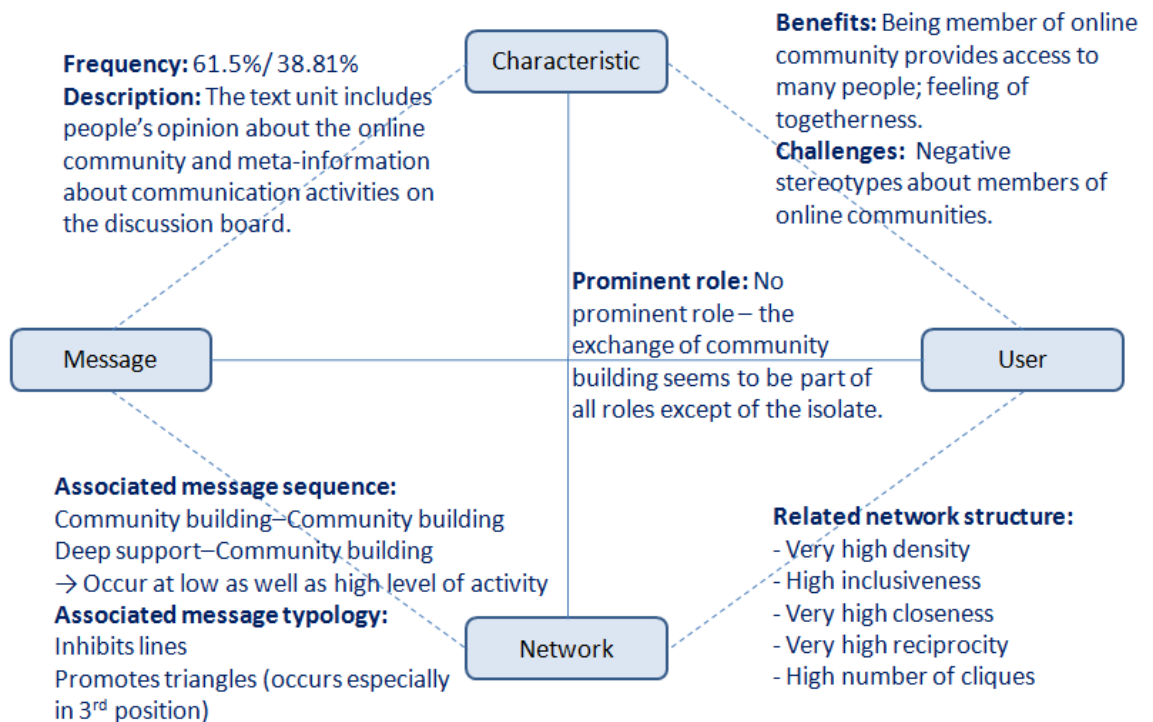 Characteristic
Frequency: 61.5%/ 38.81%
Description: The text unit includes
people's opinion about the online
community and meta-information
about communication activities on
the discussion board.
Benefits: Being member of online
community provides access to
many people; feeling of
togetherness.
Challenges: Negative
stereotypes about members of
online communities.
Message
Prominent role: No
prominent role – the
exchange of community
building seems to be part of
all roles except of the isolate.
User
Associated message sequence:
Community building–Community building
Deep support–Community building
→ Occur at low as well as high level of activity
Associated message typology:
Inhibits lines
Promotes triangles (occurs especially
in 3rd position)
Network
Related network structure:
- Very high density
- High inclusiveness
- Very high closeness
- Very high reciprocity
- High number of cliques